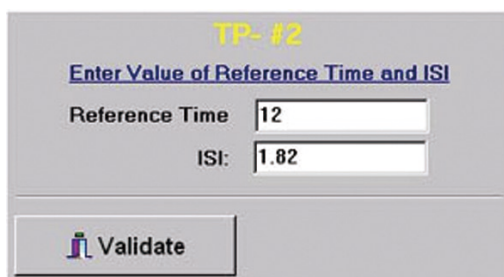 TP- #2
Enter Value of Reference Time and ISI
Reference Time 12
ISI: 1.82
Validate